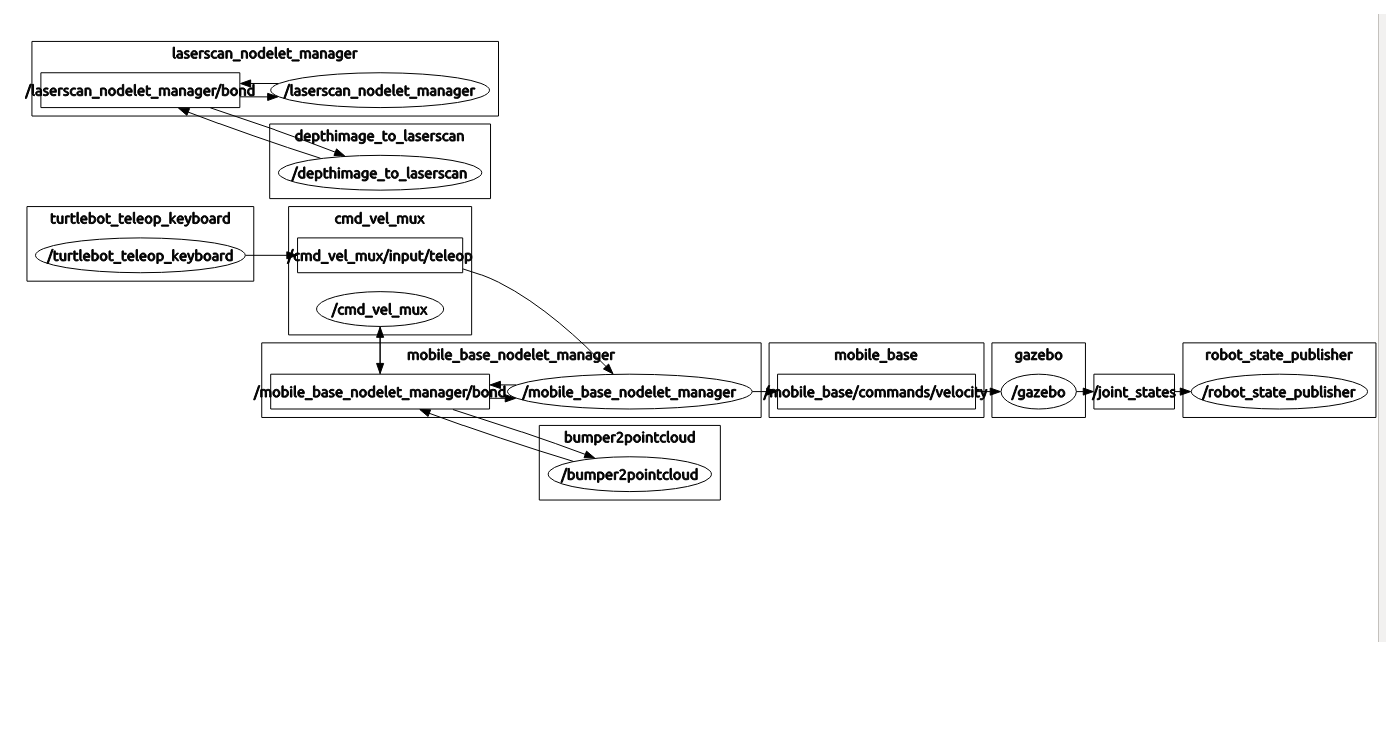 laserscan_nodelet_manager
/laserscan_nodelet_manager/bond
/laserscan_nodelet_manager
depthimage_to_laserscan
/depthimage_to_laserscan
turtlebot_teleop_keyboard
/turtlebot_teleop_keyboard
cmd_vel_mux
/cmd_vel_mux/input/teleop
/cmd_vel_mux
mobile_base_nodelet_manager
/mobile_base_nodelet_manager/bond
/mobile_base_nodelet_manager
mobile_base
/mobile_base/commands/velocity
gazebo
/gazebo
/joint_states
robot_state_publisher
/robot_state_publisher
bumper2pointcloud
/bumper2pointcloud